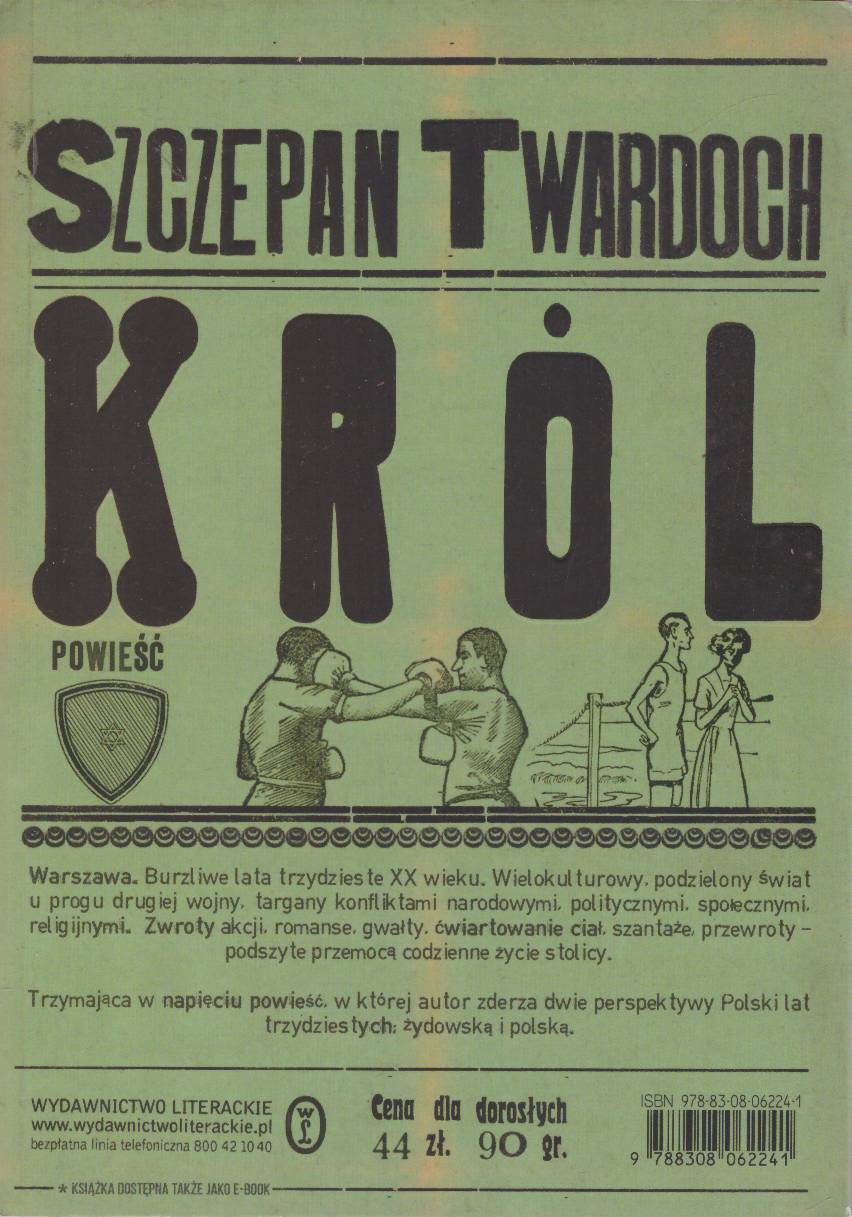 SZCZEPAN TWARDOCH
KRÓL
POWIEŚĆ
Warszawa. Burzliwe lata trzydzieste XX wieku. Wielokulturowy, podzielony świat
u progu drugiej wojny, targany konfliktami narodowymi, politycznymi, społecznymi,
religijnymi. Zwroty akcji, romanse, gwałty, ćwiartowanie ciał, szantaże, przewroty –
podszyte przemocą codzienne życie stolicy.
Trzymająca w napięciu powieść, w której autor zderza dwie perspektywy Polski lat
trzydziestych: żydowską i polską.
WYDAWNICTWO LITERACKIE
www.wydawnictwoliterackie.pl
bezpłatna linia telefoniczna 800 42 10 40
WL
Cena dla dorosłych
44 zł. 90 gr.
ISBN 978-83-08-06224-1
9 788308 062241
* KSIĄŻKA DOSTĘPNA TAKŻE JAKO E-BOOK